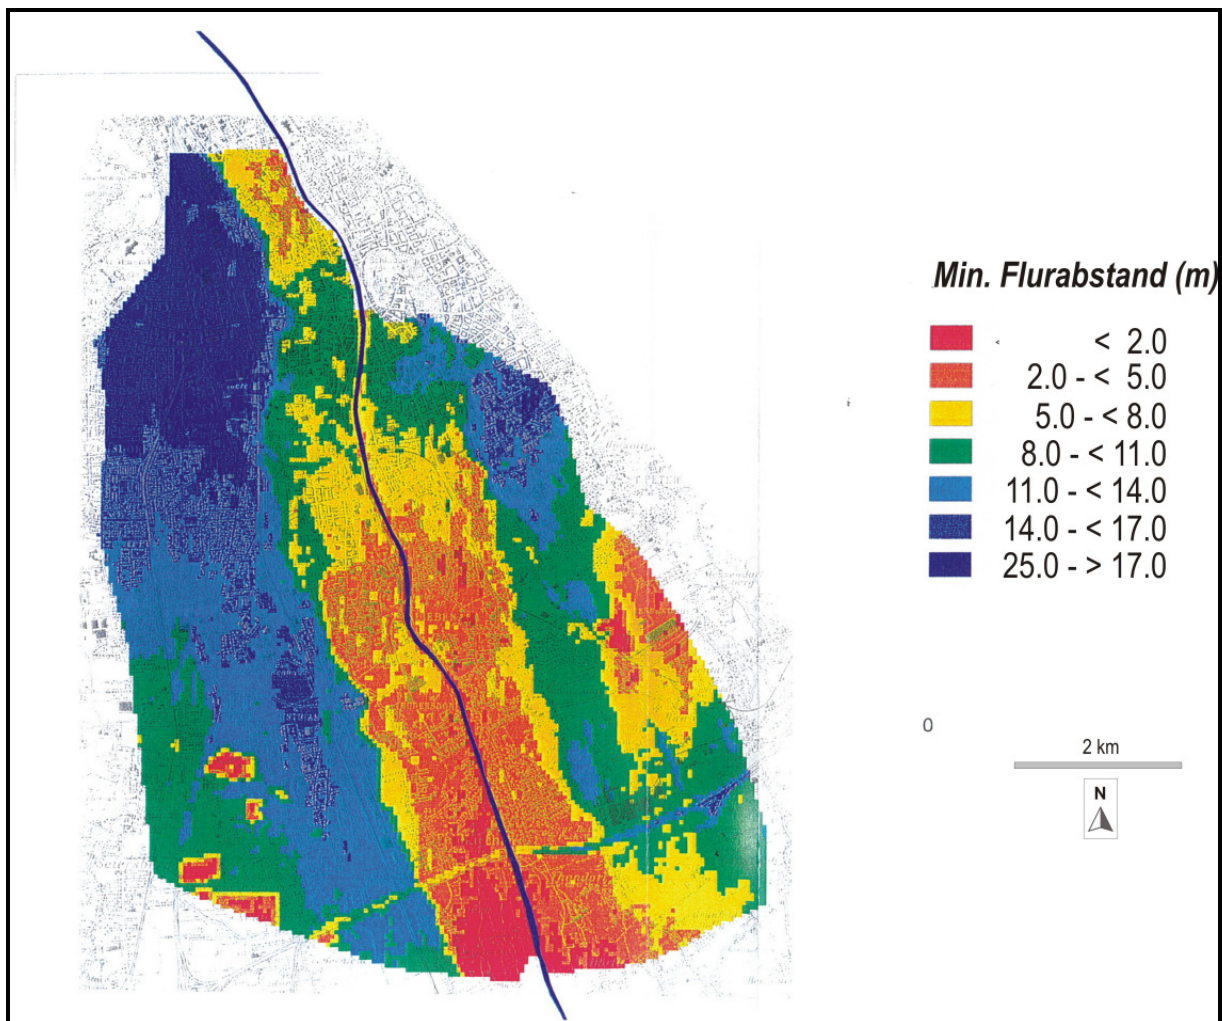 Min. Flurabstand (m)
< 2.0
2.0 - < 5.0
5.0 - < 8.0
8.0 - < 11.0
11.0 - < 14.0
14.0 - < 17.0
25.0 - > 17.0
0
2 km
N